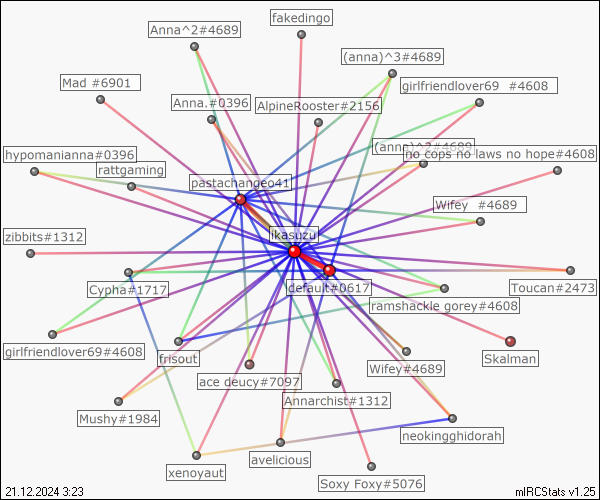 fakedingo
Anna^2#4689
(anna)^3#4689
Mad #6901
girlfriendlover69 #4608
Anna.#0396
AlpineRooster#2156
(anna)^2#4689
hypomanianna#0396
no cops no laws no hope#4608
rattgaming
pastachangeo41
Wifey #4689
zibbits#1312
ikasuzu
Cypha#1717
default#0617
Toucan#2473
ramshackle gorey#4608
girlfriendlover69#4608
frisout
Wifey#4689
Skalman
ace deucy#7097
Annarchist#1312
Mushy#1984
neokingghidorah
xenoyaut
avelicious
Soxy Foxy#5076
21.12.2024 3:23
mIRCStats v1.25